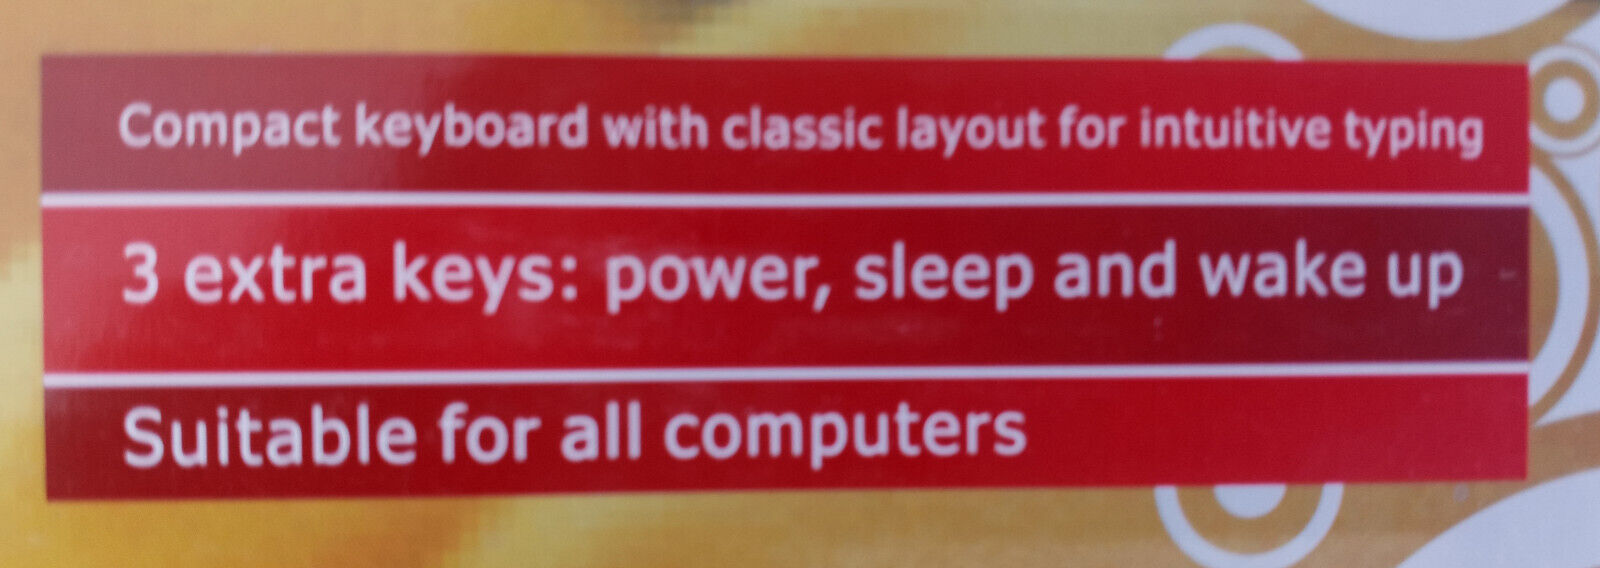 Compact keyboard with classic layout for intuitive typing
3 extra keys: power, sleep and wake up
Suitable for all computers